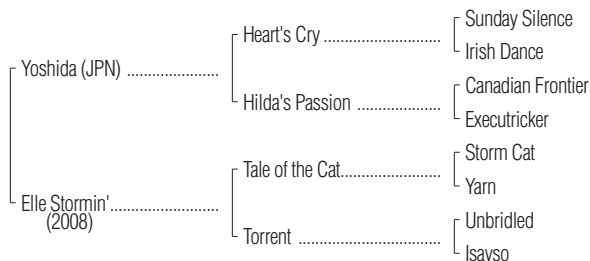 Sunday Silence
Heart's Cry
Irish Dance
Yoshida (JPN)
Canadian Frontier
Hilda's Passion
Executricker
Storm Cat
Tale of the Cat
Yarn
Elle Stormin'
(2008)
Unbridled
Torrent
Isayso